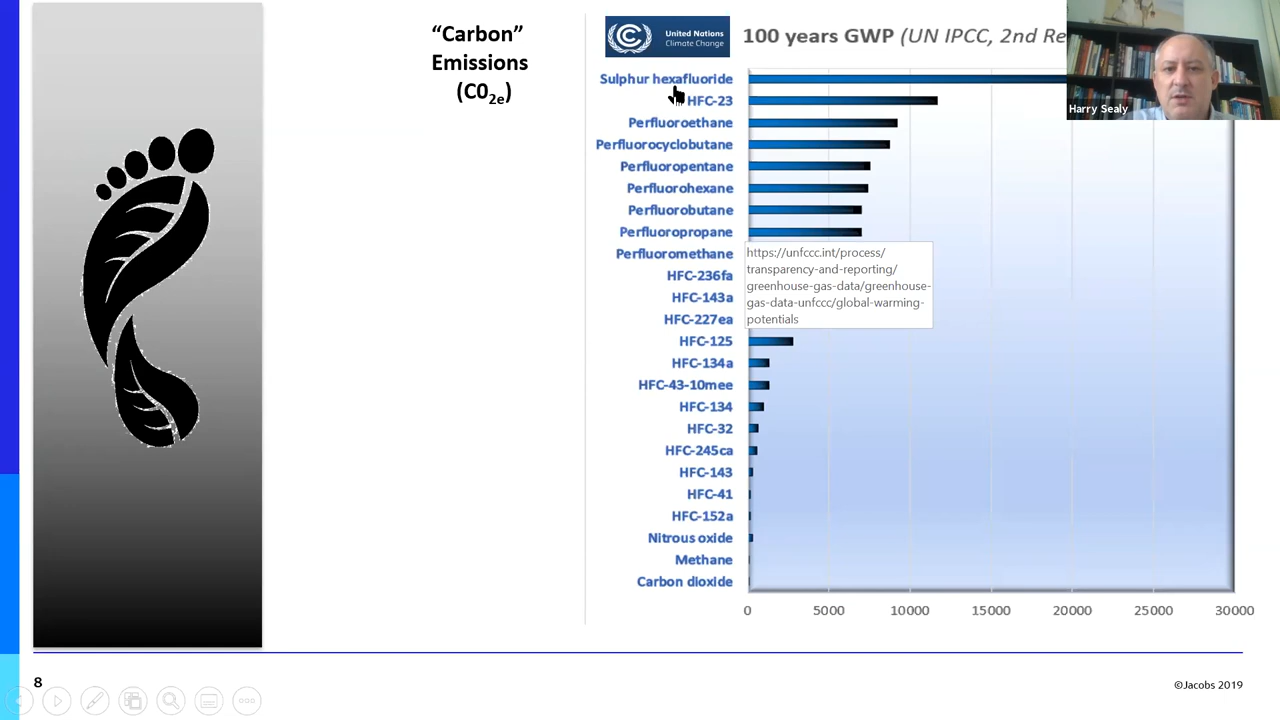 “Carbon”
Emissions
(C0₂ₑ)
United Nations
Climate Change
100 years GWP (UN IPCC, 2nd Re
Harry Sealy
Sulphur hexafluoride
HFC-23
Perfluoroethane
Perfluorocyclobutane
Perfluoropentane
Perfluorohexane
Perfluorobutane
Perfluoropropane
Perfluoromethane
HFC-236fa
HFC-143a
HFC-227ea
HFC-125
HFC-134a
HFC-43-10mee
HFC-134
HFC-32
HFC-245ca
HFC-143
HFC-41
HFC-152a
Nitrous oxide
Methane
Carbon dioxide
https://unfccc.int/process/
transparency-and-reporting/
greenhouse-gas-data/greenhouse-
gas-data-unfccc/global-warming-
potentials
0 5000 10000 15000 20000 25000 30000
8
©Jacobs 2019